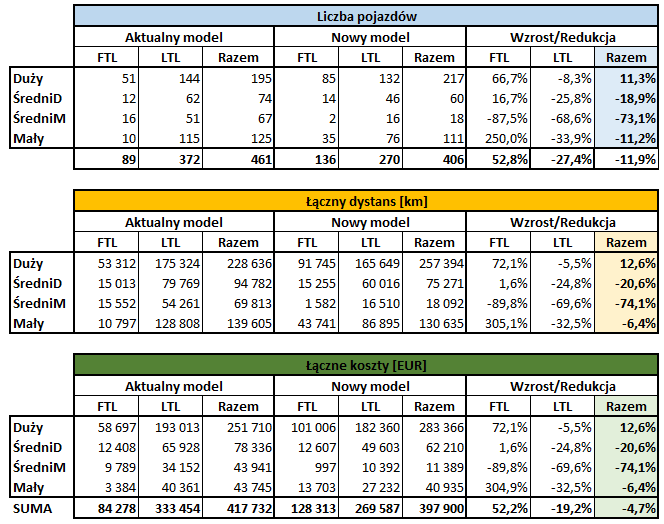 Liczba pojazdów
Aktualny model Nowy model Wzrost/Redukcja
FTL LTL Razem FTL LTL Razem FTL LTL Razem
Duży 51 144 195 85 132 217 66,7% -8,3% 11,3%
ŚredniD 12 62 74 14 46 60 16,7% -25,8% -18,9%
ŚredniM 16 51 67 2 16 18 -87,5% -68,6% -73,1%
Mały 10 115 125 35 76 111 250,0% -33,9% -11,2%
89 372 461 136 270 406 52,8% -27,4% -11,9%
Łączny dystans [km]
Aktualny model Nowy model Wzrost/Redukcja
FTL LTL Razem FTL LTL Razem FTL LTL Razem
Duży 53 312 175 324 228 636 91 745 165 649 257 394 72,1% -5,5% 12,6%
ŚredniD 15 013 79 769 94 782 15 255 60 016 75 271 1,6% -24,8% -20,6%
ŚredniM 15 552 54 261 69 813 1 582 16 510 18 092 -89,8% -69,6% -74,1%
Mały 10 797 128 808 139 605 43 741 86 895 130 635 305,1% -32,5% -6,4%
Łączne koszty [EUR]
Aktualny model Nowy model Wzrost/Redukcja
FTL LTL Razem FTL LTL Razem FTL LTL Razem
Duży 58 697 193 013 251 710 101 006 182 360 283 366 72,1% -5,5% 12,6%
ŚredniD 12 408 65 928 78 336 12 607 49 603 62 210 1,6% -24,8% -20,6%
ŚredniM 9 789 34 152 43 941 997 10 392 11 389 -89,8% -69,6% -74,1%
Mały 3 384 40 361 43 745 13 703 27 232 40 935 304,9% -32,5% -6,4%
SUMA 84 278 333 454 417 732 128 313 269 587 397 900 52,2% -19,2% -4,7%